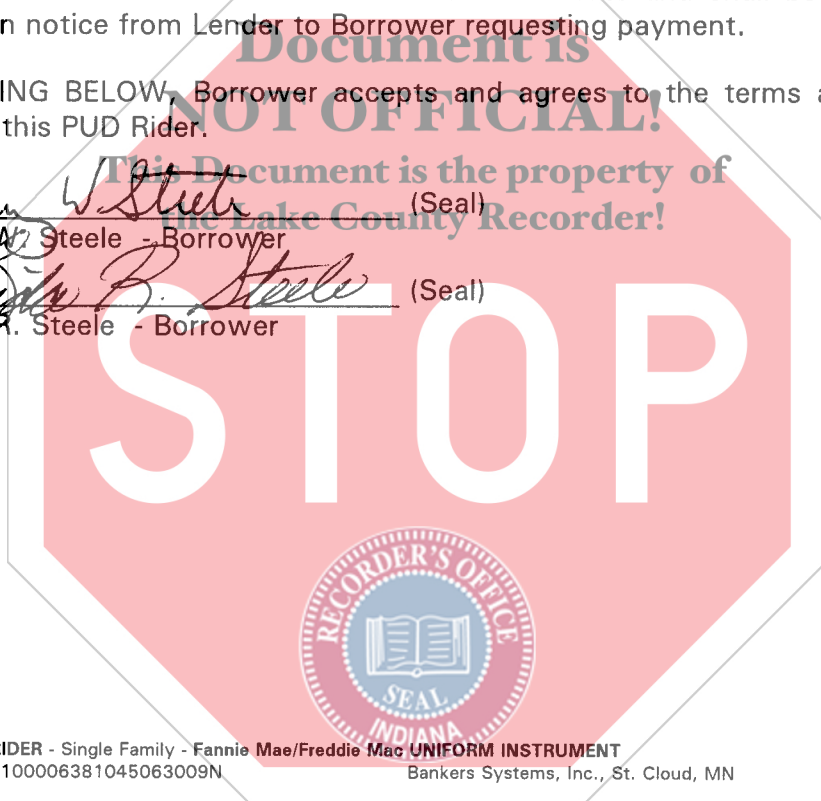 n notice from Lender to Borrower requesting payment.
Document is
ING BELOW, Borrower accepts and agrees to the terms a
NOT OFFICIAL!
this PUD Rider.
This Document is the property of
W. Steele (Seal)
the Lake County Recorder!
Steele - Borrower
R. Steele (Seal)
R. Steele - Borrower
STOP
RECORDER'S OFFICE
SEAL
INDIANA
IDER - Single Family - Fannie Mae/Freddie Mac UNIFORM INSTRUMENT
100006381045063009N Bankers Systems, Inc., St. Cloud, MN